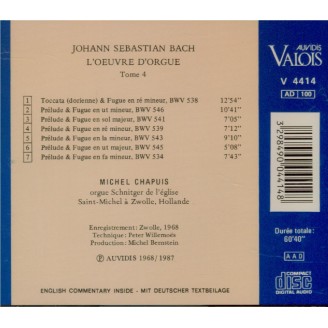 JOHANN SEBASTIAN BACH
L'OEUVRE D'ORGUE
Tome 4
1 Toccata (dorienne) & Fugue en ré mineur, BWV 538 12'54"
2 Prélude & Fugue en ut mineur, BWV 546 10'41"
3 Prélude & Fugue en sol majeur, BWV 541 7'05"
4 Prélude & Fugue en ré mineur, BWV 539 7'12"
5 Prélude & Fugue en la mineur, BWV 543 9'10"
6 Prélude & Fugue en ut majeur, BWV 545 5'08"
7 Prélude & Fugue en fa mineur, BWV 534 7'43"
MICHEL CHAPUIS
orgue Schnitger de l'église
Saint-Michel à Zwolle, Hollande
Enregistrement: Zwolle, 1968
Technique: Peter Willemoës
Production: Michel Bernstein
Ⓟ AUVIDIS 1968/1987
ENGLISH COMMENTARY INSIDE - MIT DEUTSCHER TEXTBEILAGE
AUVIDIS
VALOIS
V 4414
AD 100
3 298490 044148
Durée totale:
60'40"
AAD
COMPACT
disc
DIGITAL AUDIO